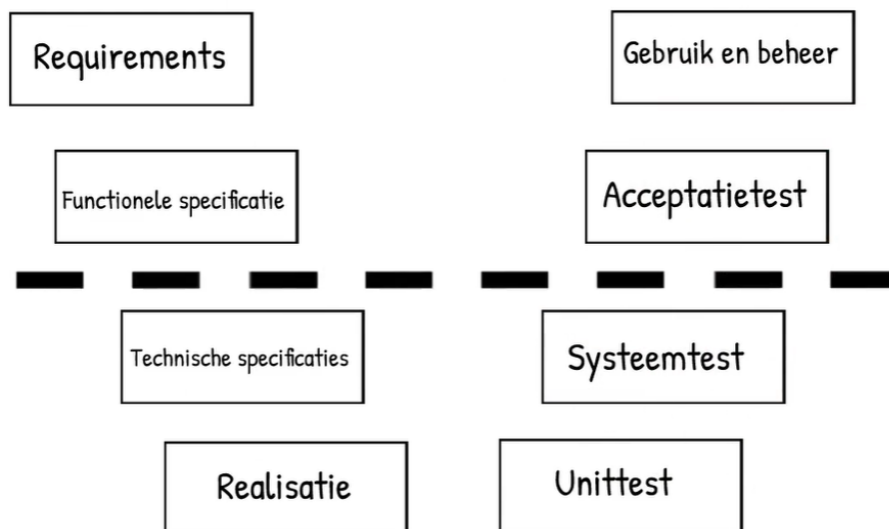 Requirements
Gebruik en beheer
Functionele specificatie
Acceptatietest
Technische specificaties
Systeemtest
Realisatie
Unittest